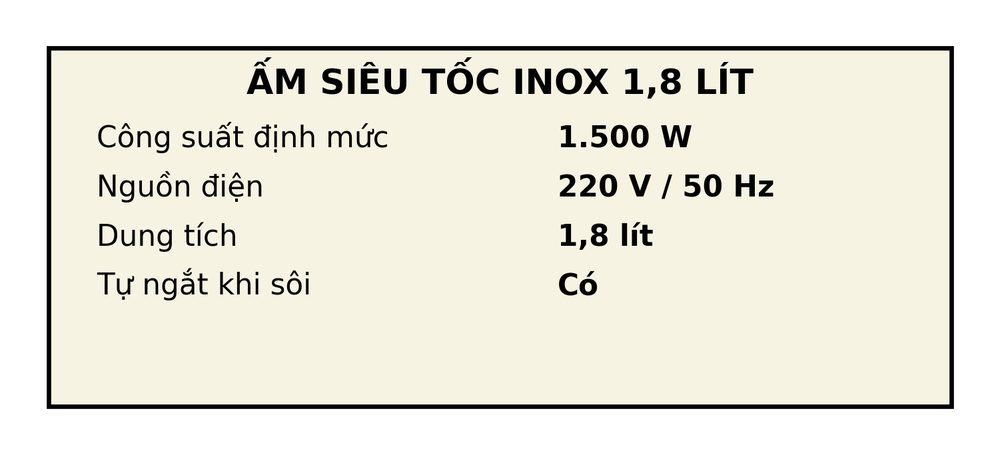 ẤM SIÊU TỐC INOX 1,8 LÍT
Công suất định mức 1.500 W
Nguồn điện 220 V / 50 Hz
Dung tích 1,8 lít
Tự ngắt khi sôi Có